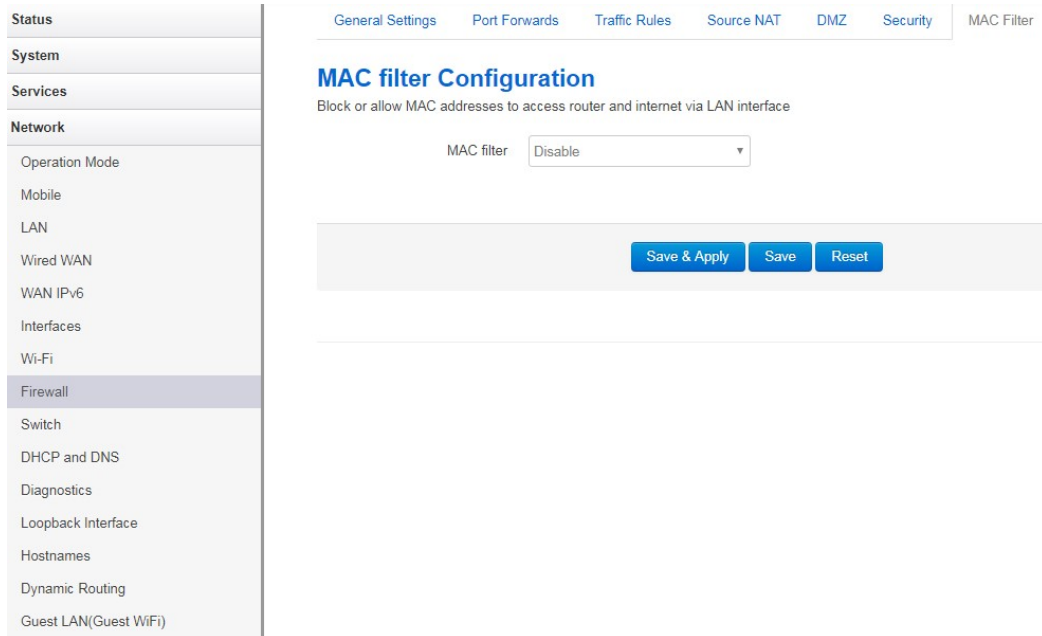 Status
System
Services
Network
Operation Mode
Mobile
LAN
Wired WAN
WAN IPv6
Interfaces
Wi-Fi
Firewall
Switch
DHCP and DNS
Diagnostics
Loopback Interface
Hostnames
Dynamic Routing
Guest LAN(Guest WiFi)
General Settings Port Forwards Traffic Rules Source NAT DMZ Security MAC Filter
MAC filter Configuration
Block or allow MAC addresses to access router and internet via LAN interface
MAC filter Disable
Save & Apply Save Reset